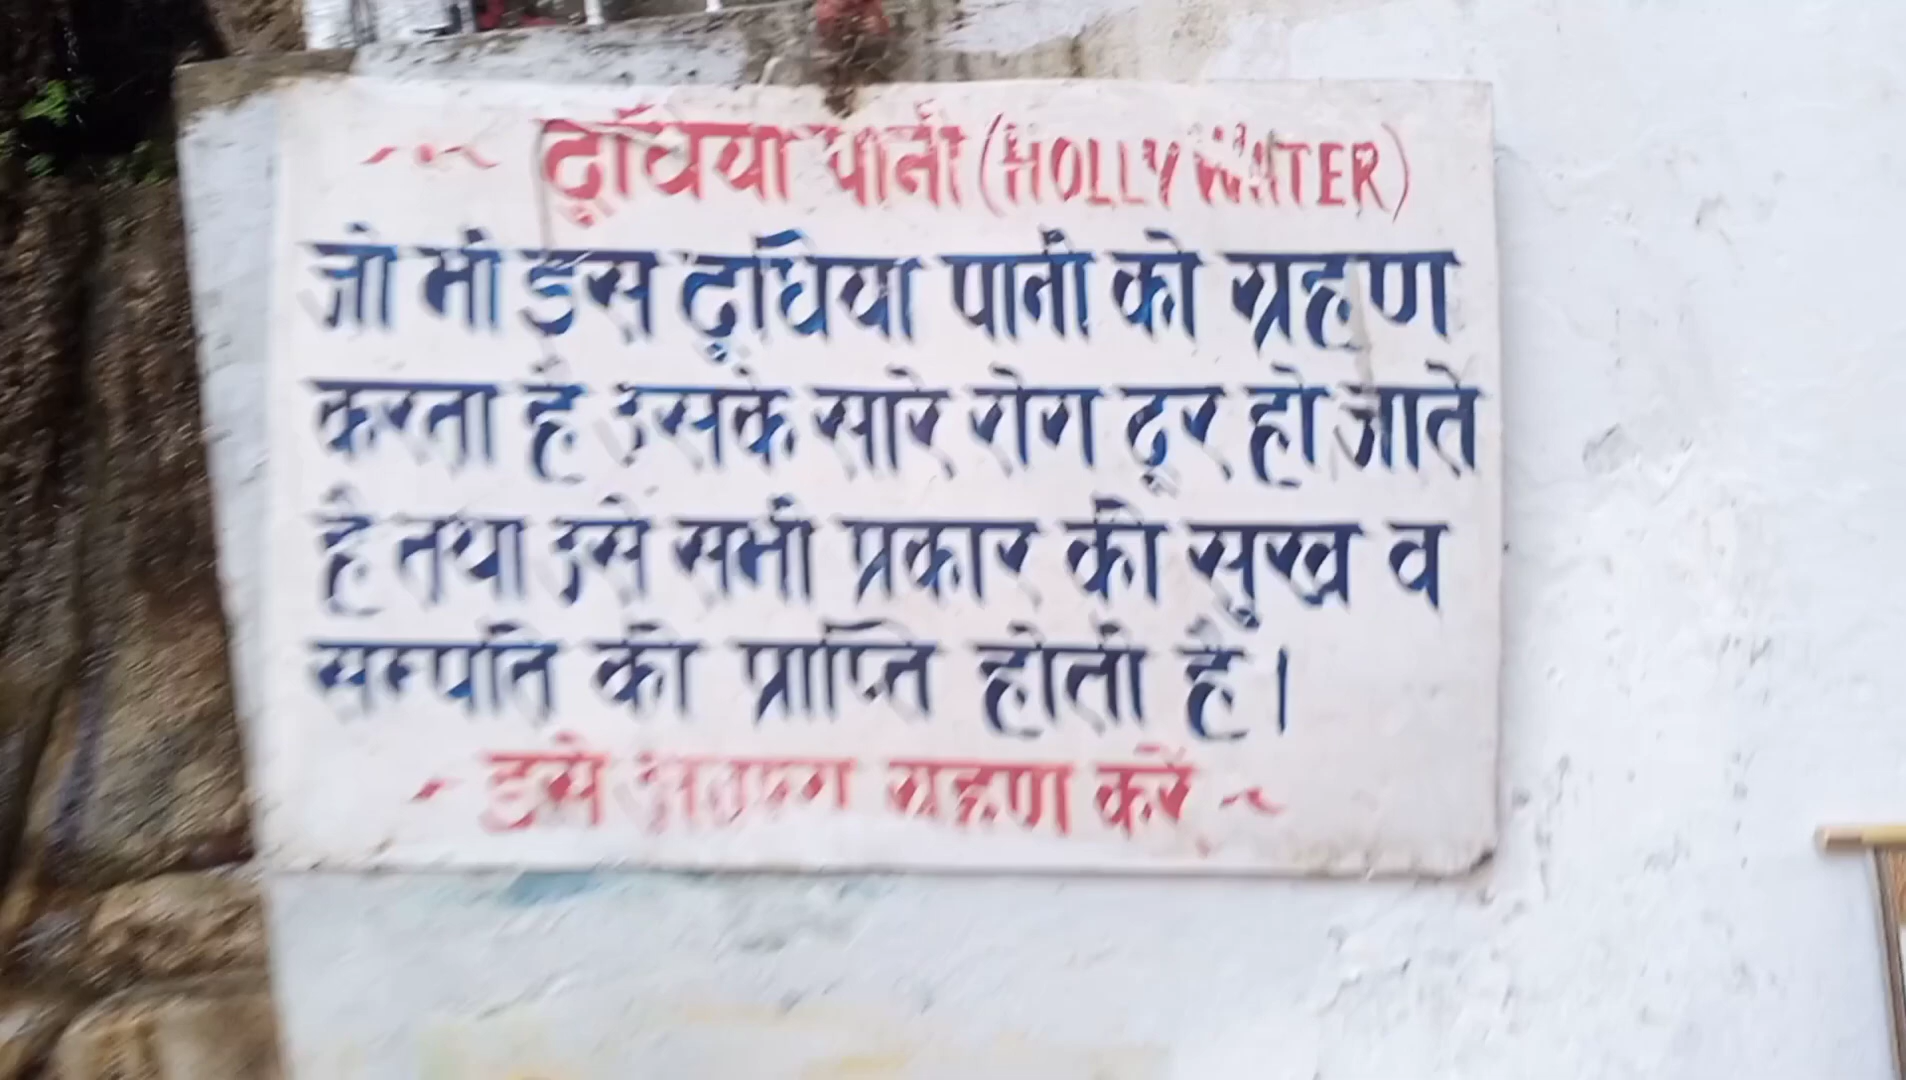 दूधिया पानी (HOLLY WATER)
जो भी इस दूधिया पानी को ग्रहण
करता है उसके सारे रोग दूर हो जाते
है तथा उसे सभी प्रकार की सुख व
सम्पति की प्राप्ति होती है।
इसे अवश्य ग्रहण करें